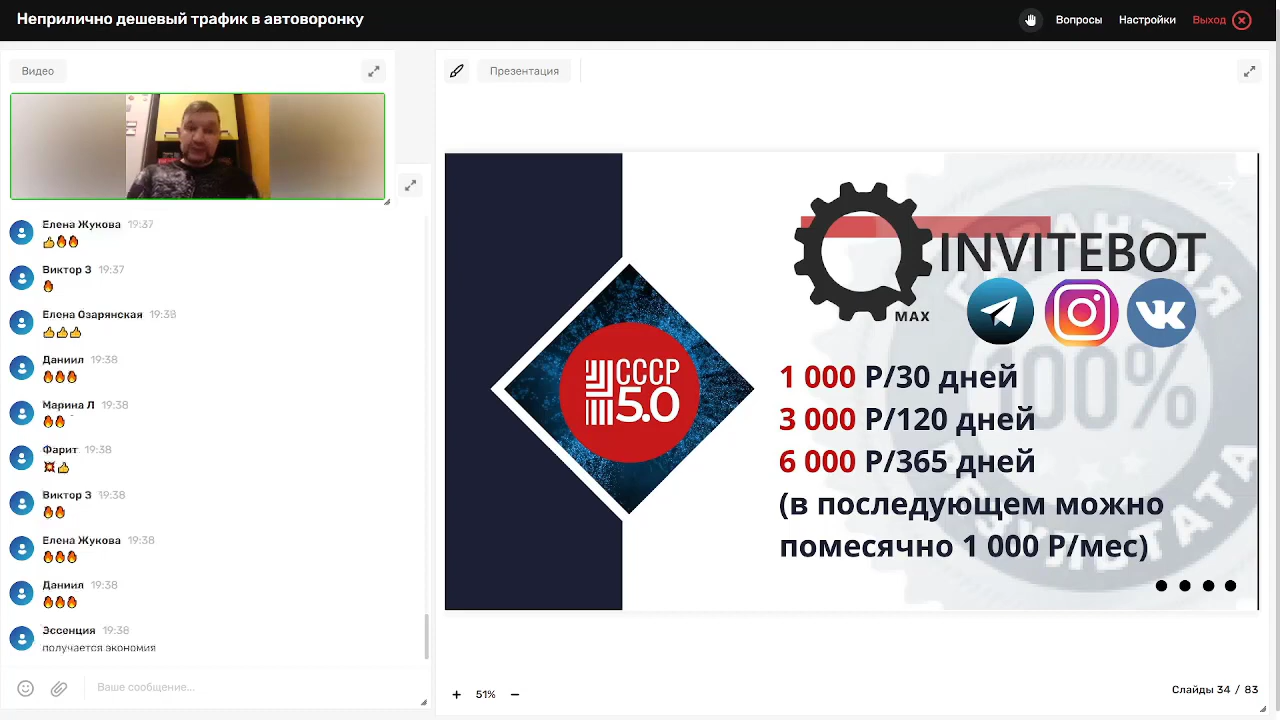 Неприлично дешевый трафик в автоворонку
Вопросы
Настройки
Выход
Видео
Елена Жукова 19:37
Виктор З 19:37
Елена Озарянская 19:38
Даниил 19:38
Марина Л 19:38
Фарит 19:38
Виктор З 19:38
Елена Жукова 19:38
Даниил 19:38
Эссенция 19:38
получается экономия
Ваше сообщение...
Презентация
СССР
5.0
INVITEBOT
MAX
ГАРАНТИЯ
100%
РЕЗУЛЬТАТА
1 000 Р/30 дней
3 000 Р/120 дней
6 000 Р/365 дней
(в последующем можно
помесячно 1 000 Р/мес)
+ 51% −
Слайды 34 / 83